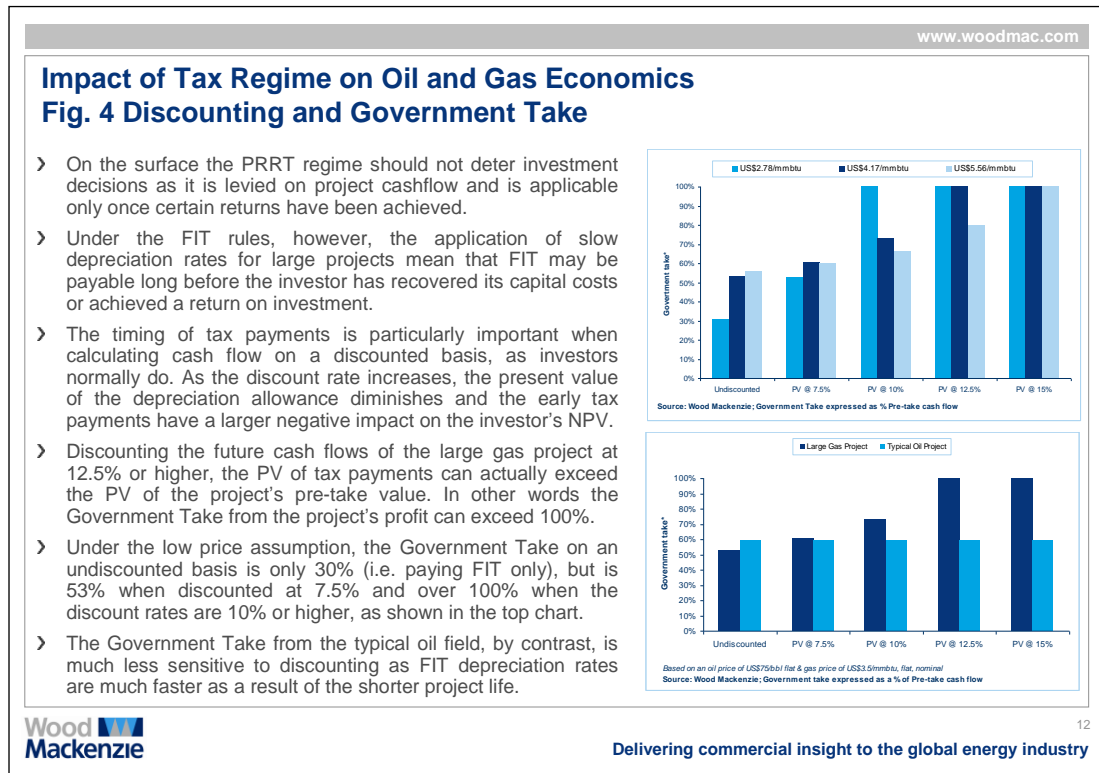 www.woodmac.com
Impact of Tax Regime on Oil and Gas Economics
Fig. 4 Discounting and Government Take
› On the surface the PRRT regime should not deter investment
decisions as it is levied on project cashflow and is applicable
only once certain returns have been achieved.
› Under the FIT rules, however, the application of slow
depreciation rates for large projects mean that FIT may be
payable long before the investor has recovered its capital costs
or achieved a return on investment.
› The timing of tax payments is particularly important when
calculating cash flow on a discounted basis, as investors
normally do. As the discount rate increases, the present value
of the depreciation allowance diminishes and the early tax
payments have a larger negative impact on the investor's NPV.
› Discounting the future cash flows of the large gas project at
12.5% or higher, the PV of tax payments can actually exceed
the PV of the project's pre-take value. In other words the
Government Take from the project's profit can exceed 100%.
› Under the low price assumption, the Government Take on an
undiscounted basis is only 30% (i.e. paying FIT only), but is
53% when discounted at 7.5% and over 100% when the
discount rates are 10% or higher, as shown in the top chart.
› The Government Take from the typical oil field, by contrast, is
much less sensitive to discounting as FIT depreciation rates
are much faster as a result of the shorter project life.
US$2.78/mmbtu US$4.17/mmbtu US$5.56/mmbtu
Government take*
100%
90%
80%
70%
60%
50%
40%
30%
20%
10%
0%
Undiscounted PV @ 7.5% PV @ 10% PV @ 12.5% PV @ 15%
Source: Wood Mackenzie; Government Take expressed as % Pre-take cash flow
Large Gas Project Typical Oil Project
Government take*
100%
90%
80%
70%
60%
50%
40%
30%
20%
10%
0%
Undiscounted PV @ 7.5% PV @ 10% PV @ 12.5% PV @ 15%
Based on an oil price of US$75/bbl flat & gas price of US$3.5/mmbtu, flat, nominal
Source: Wood Mackenzie; Government take expressed as a % of Pre-take cash flow
Wood
Mackenzie
12
Delivering commercial insight to the global energy industry